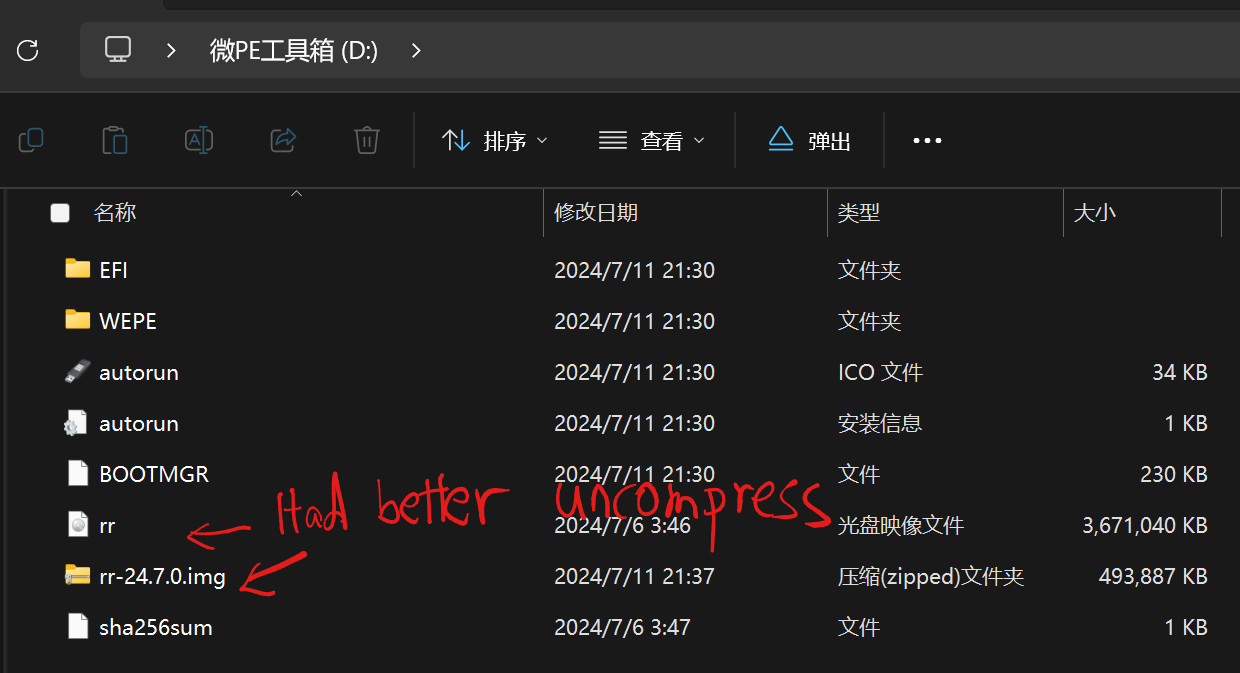 微PE工具箱 (D:)
排序 查看 弹出
名称 修改日期 类型 大小
EFI 2024/7/11 21:30 文件夹
WEPE 2024/7/11 21:30 文件夹
autorun 2024/7/11 21:30 ICO 文件 34 KB
autorun 2024/7/11 21:30 安装信息 1 KB
BOOTMGR 2024/7/11 21:30 文件 230 KB
Had better uncompress
rr 2024/7/6 3:46 光盘映像文件 3,671,040 KB
rr-24.7.0.img 2024/7/11 21:37 压缩(zipped)文件夹 493,887 KB
sha256sum 2024/7/6 3:47 文件 1 KB